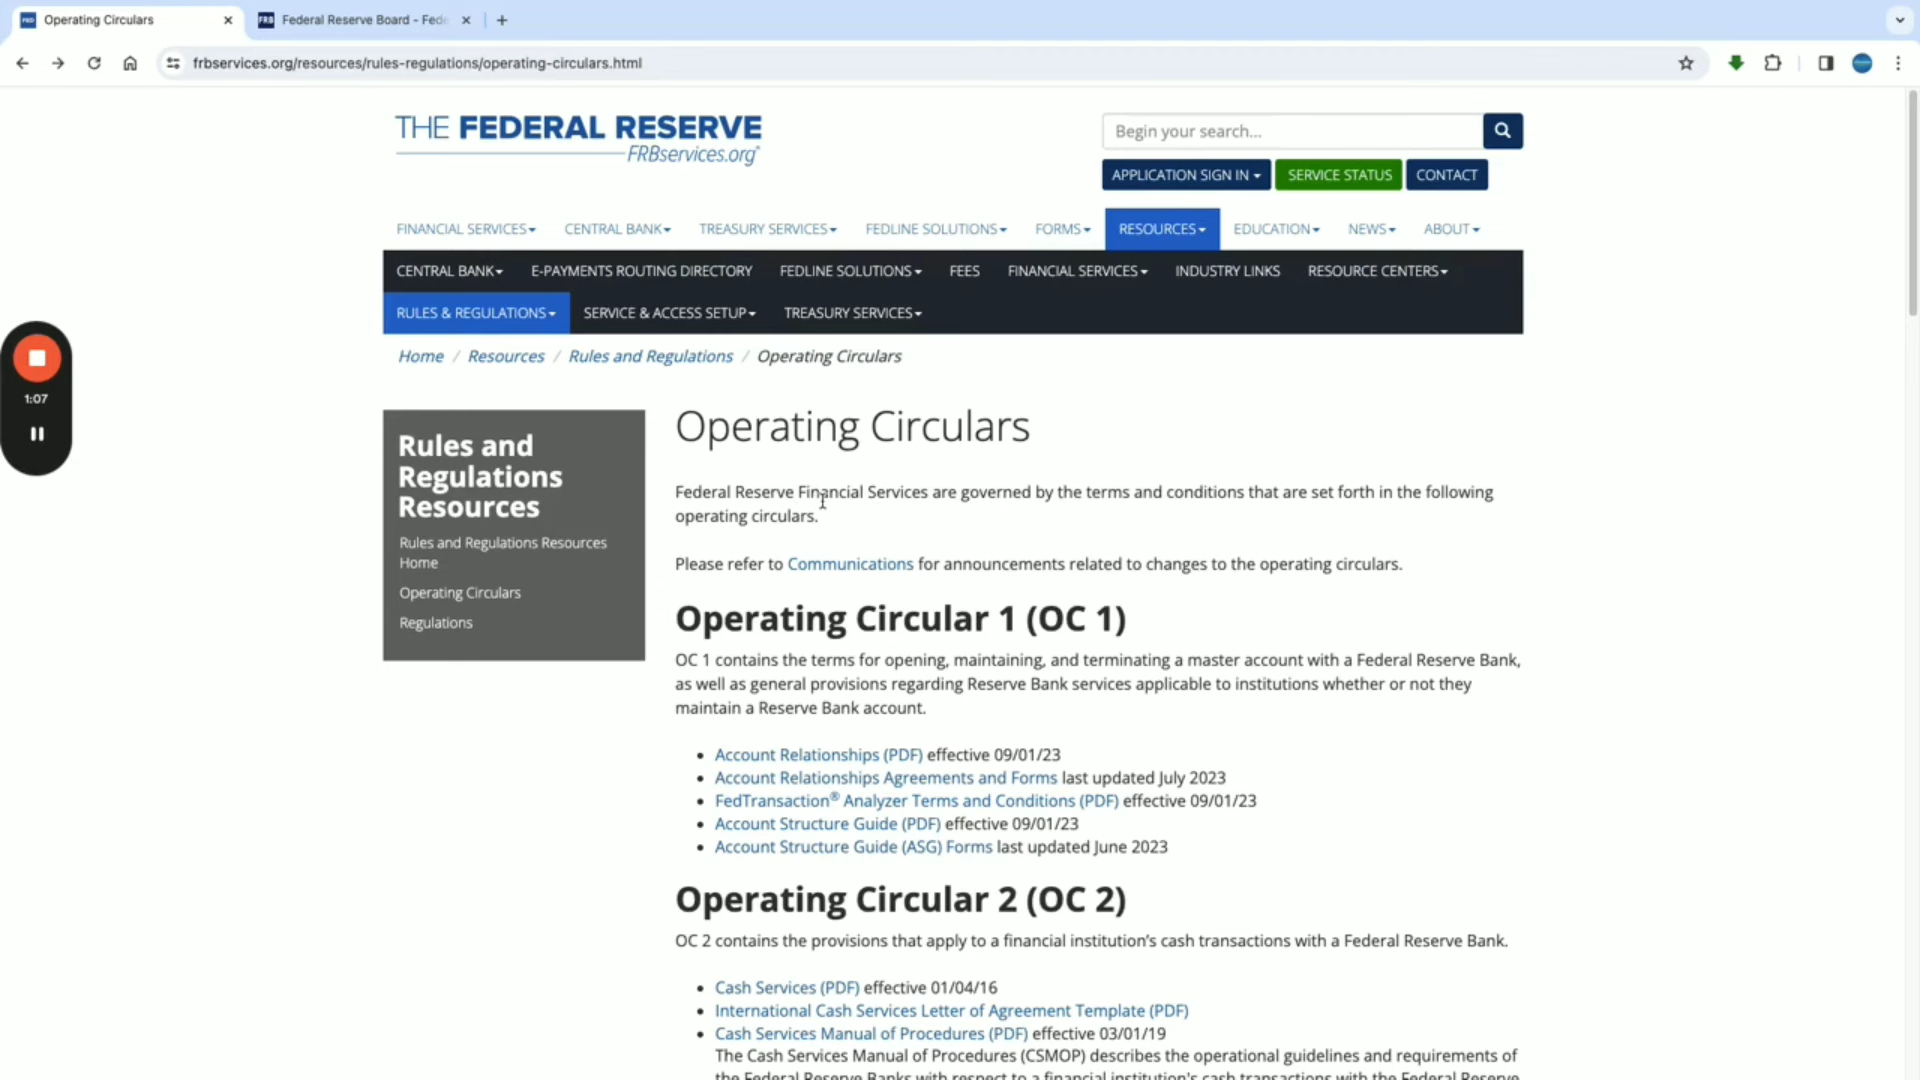 Operating Circulars
FRB Federal Reserve Board - Fede
frbservices.org/resources/rules-regulations/operating-circulars.html
THE FEDERAL RESERVE
FRBservices.org®
Begin your search...
APPLICATION SIGN IN SERVICE STATUS CONTACT
FINANCIAL SERVICES CENTRAL BANK TREASURY SERVICES FEDLINE SOLUTIONS FORMS RESOURCES EDUCATION NEWS ABOUT
CENTRAL BANK E-PAYMENTS ROUTING DIRECTORY FEDLINE SOLUTIONS FEES FINANCIAL SERVICES INDUSTRY LINKS RESOURCE CENTERS
RULES & REGULATIONS SERVICE & ACCESS SETUP TREASURY SERVICES
Home / Resources / Rules and Regulations / Operating Circulars
1:07
Rules and
Regulations
Resources
Rules and Regulations Resources
Home
Operating Circulars
Regulations
Operating Circulars
Federal Reserve Financial Services are governed by the terms and conditions that are set forth in the following
operating circulars.
Please refer to Communications for announcements related to changes to the operating circulars.
Operating Circular 1 (OC 1)
OC 1 contains the terms for opening, maintaining, and terminating a master account with a Federal Reserve Bank,
as well as general provisions regarding Reserve Bank services applicable to institutions whether or not they
maintain a Reserve Bank account.
• Account Relationships (PDF) effective 09/01/23
• Account Relationships Agreements and Forms last updated July 2023
• FedTransaction® Analyzer Terms and Conditions (PDF) effective 09/01/23
• Account Structure Guide (PDF) effective 09/01/23
• Account Structure Guide (ASG) Forms last updated June 2023
Operating Circular 2 (OC 2)
OC 2 contains the provisions that apply to a financial institution’s cash transactions with a Federal Reserve Bank.
• Cash Services (PDF) effective 01/04/16
• International Cash Services Letter of Agreement Template (PDF)
• Cash Services Manual of Procedures (PDF) effective 03/01/19
The Cash Services Manual of Procedures (CSMOP) describes the operational guidelines and requirements of
the Federal Reserve Banks with respect to a financial institution's cash transactions with the Federal Reserve